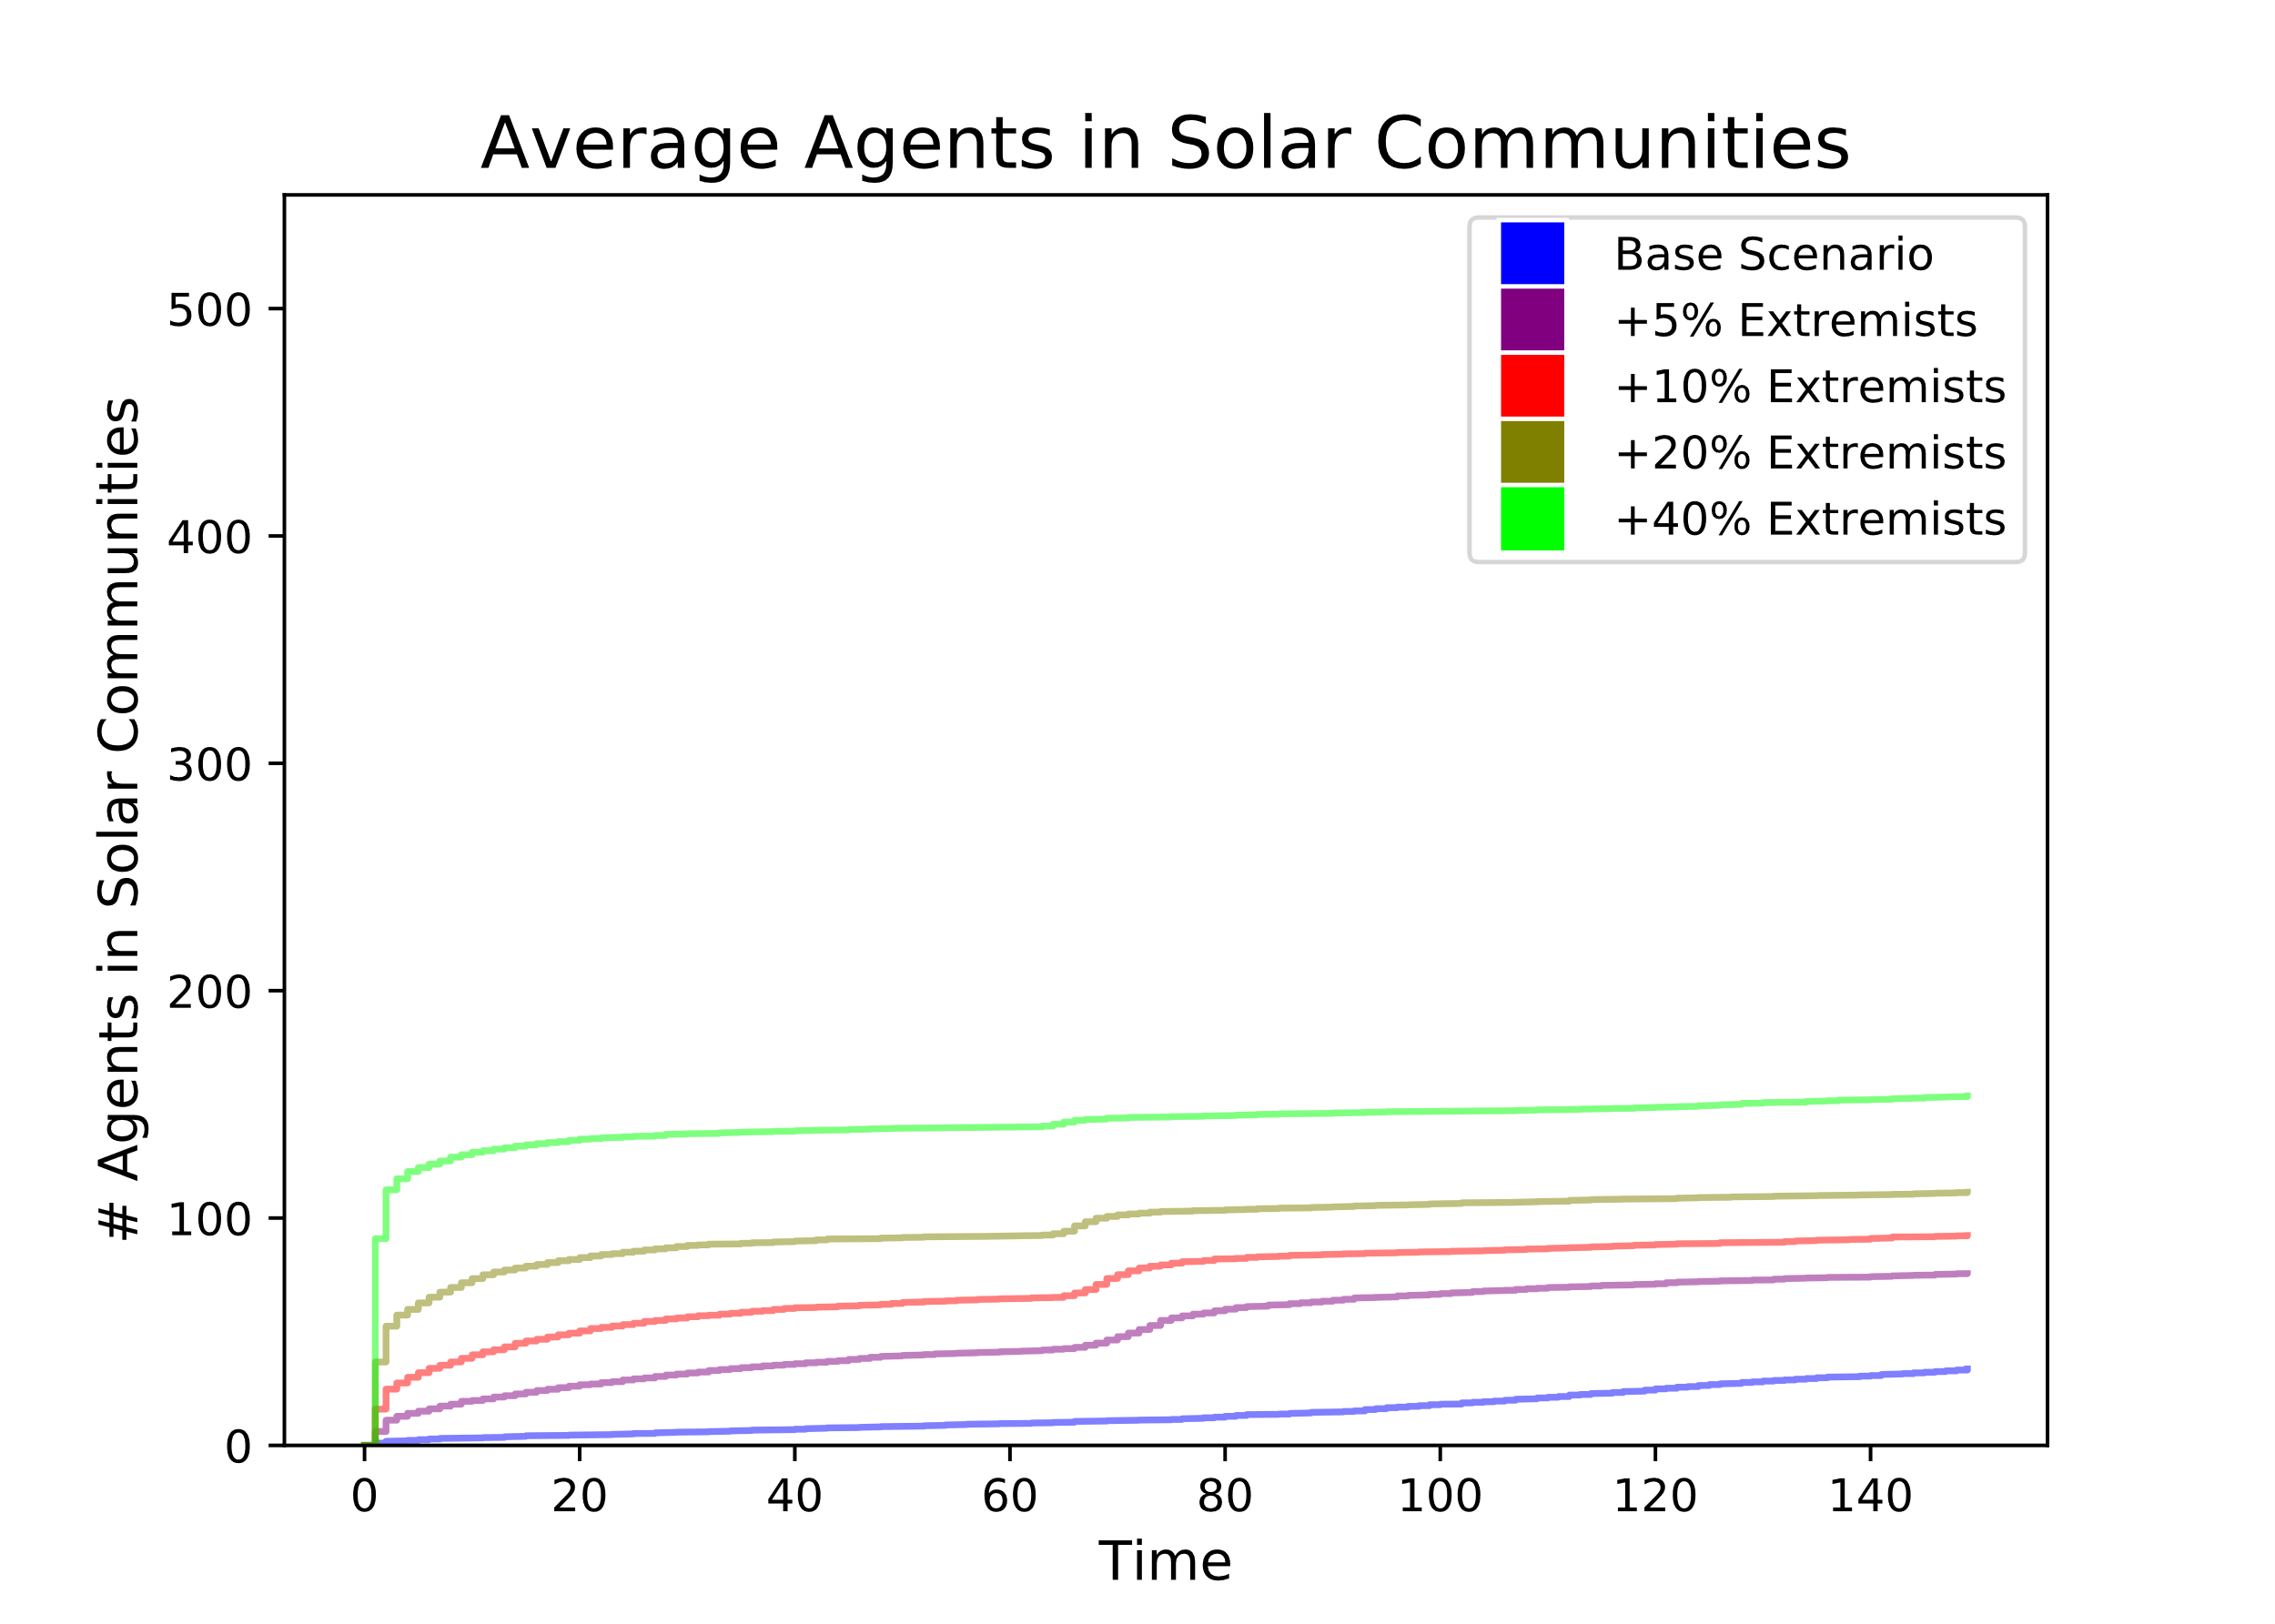 Average Agents in Solar Communities
Base Scenario
+5% Extremists
+10% Extremists
+20% Extremists
+40% Extremists
# Agents in Solar Communities
500
400
300
200
100
0
0 20 40 60 80 100 120 140
Time